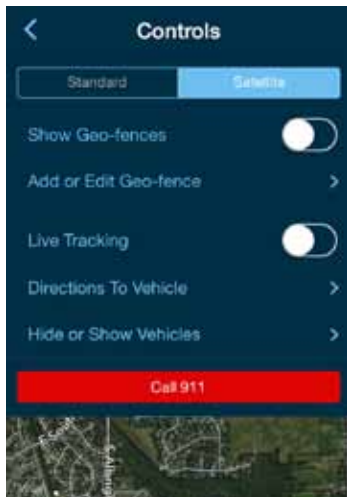 Controls
Standard
Satellite
Show Geo-fences
Add or Edit Geo-fence
Live Tracking
Directions To Vehicle
Hide or Show Vehicles
Call 911